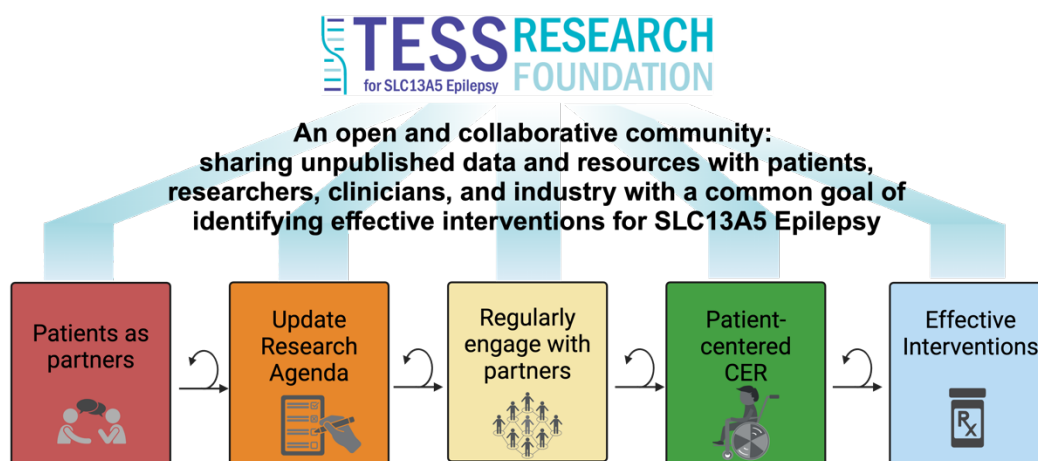 TESS RESEARCH
for SLC13A5 Epilepsy FOUNDATION
An open and collaborative community:
sharing unpublished data and resources with patients,
researchers, clinicians, and industry with a common goal of
identifying effective interventions for SLC13A5 Epilepsy
Patients as
partners
Update
Research
Agenda
Regularly
engage with
partners
Patient-
centered
CER
Effective
Interventions
Rx